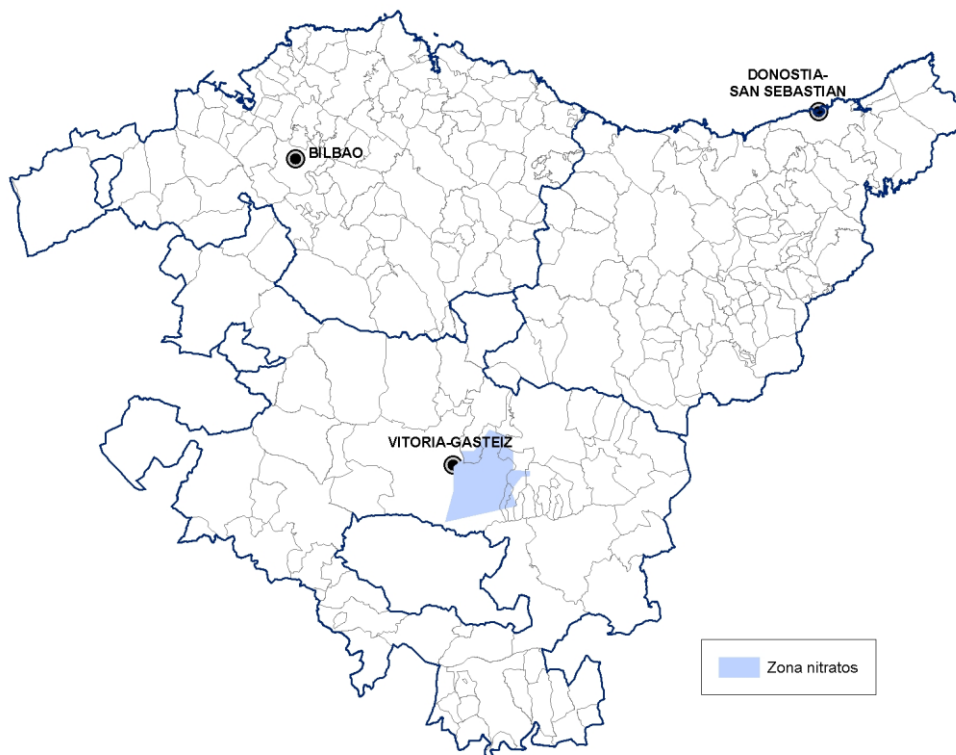 DONOSTIA-
SAN SEBASTIAN
BILBAO
VITORIA-GASTEIZ
Zona nitratos